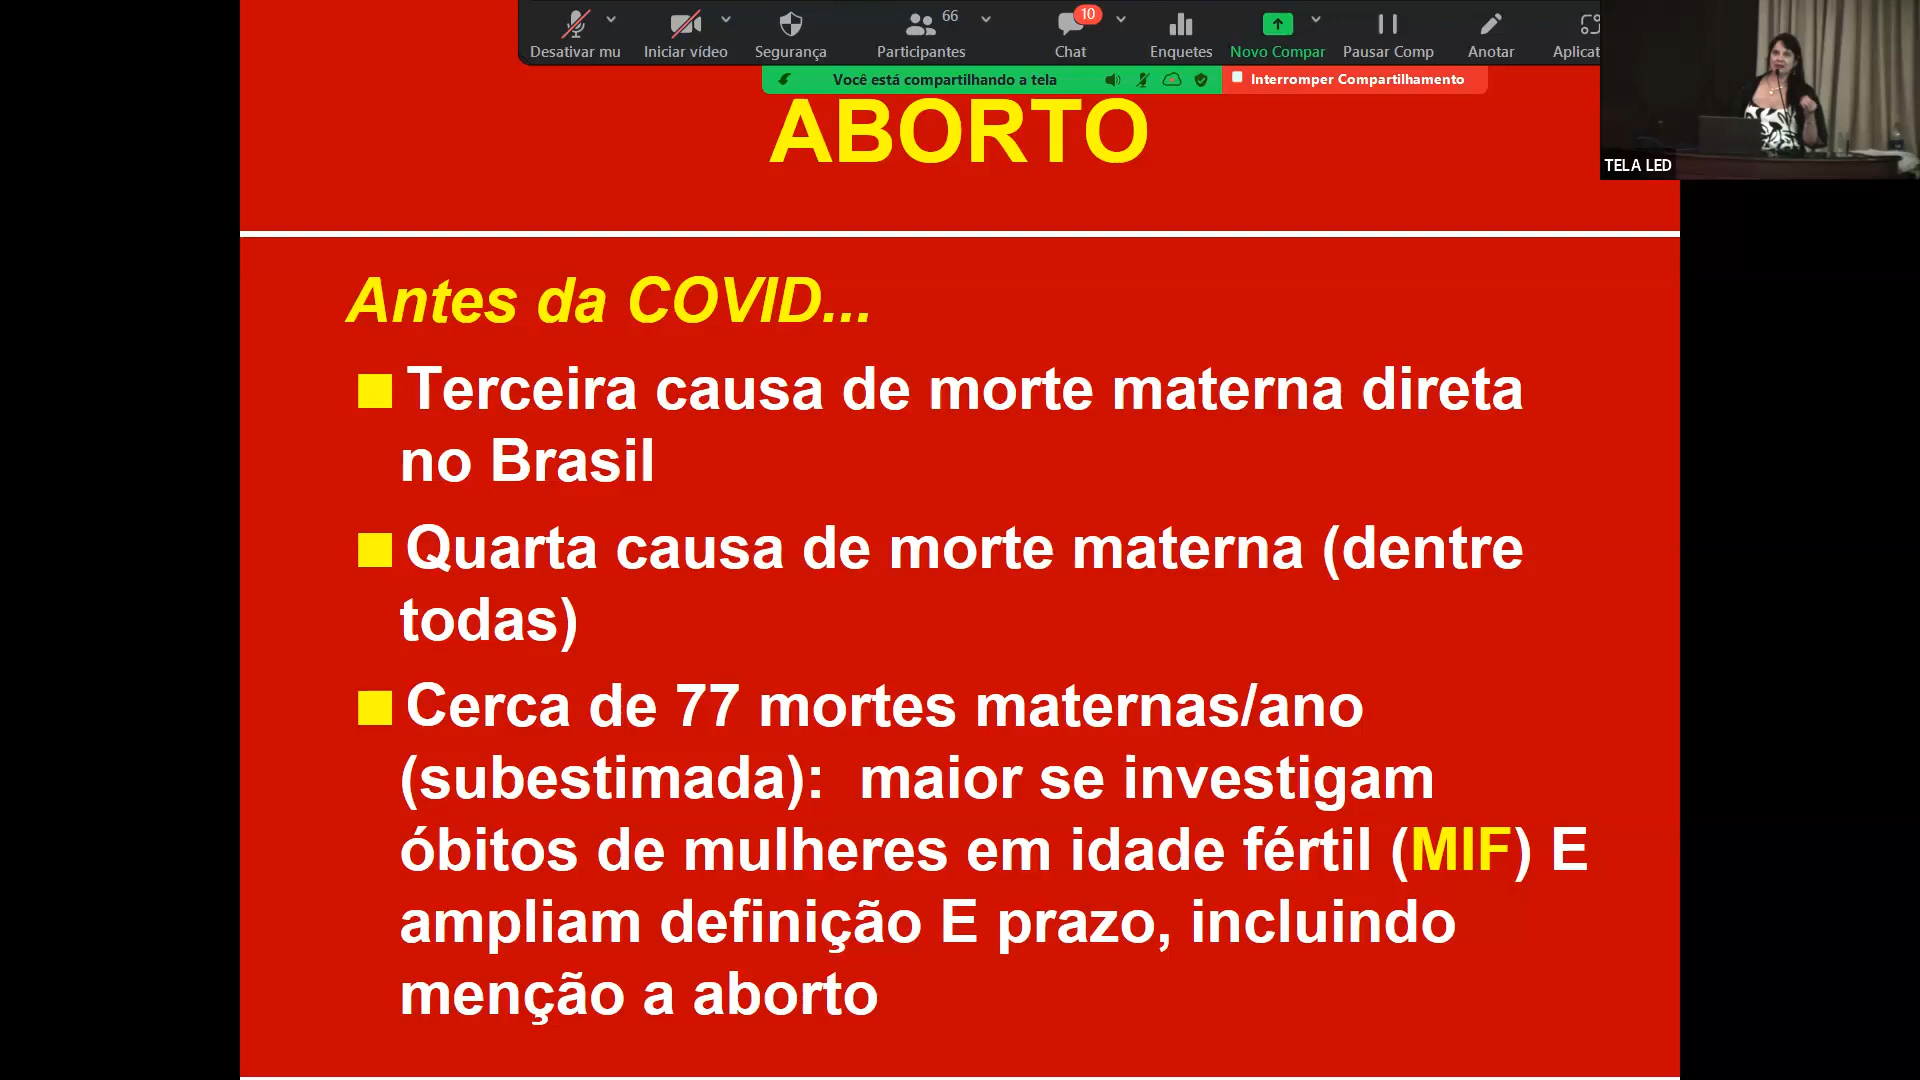 Desativar mu
Iniciar vídeo
Segurança
66
Participantes
10
Chat
Enquetes
Novo Compar
Pausar Comp
Anotar
Aplicat
Você está compartilhando a tela
Interromper Compartilhamento
TELA LED
ABORTO
Antes da COVID...
Terceira causa de morte materna direta
no Brasil
Quarta causa de morte materna (dentre
todas)
Cerca de 77 mortes maternas/ano
(subestimada): maior se investigam
óbitos de mulheres em idade fértil (MIF) E
ampliam definição E prazo, incluindo
menção a aborto